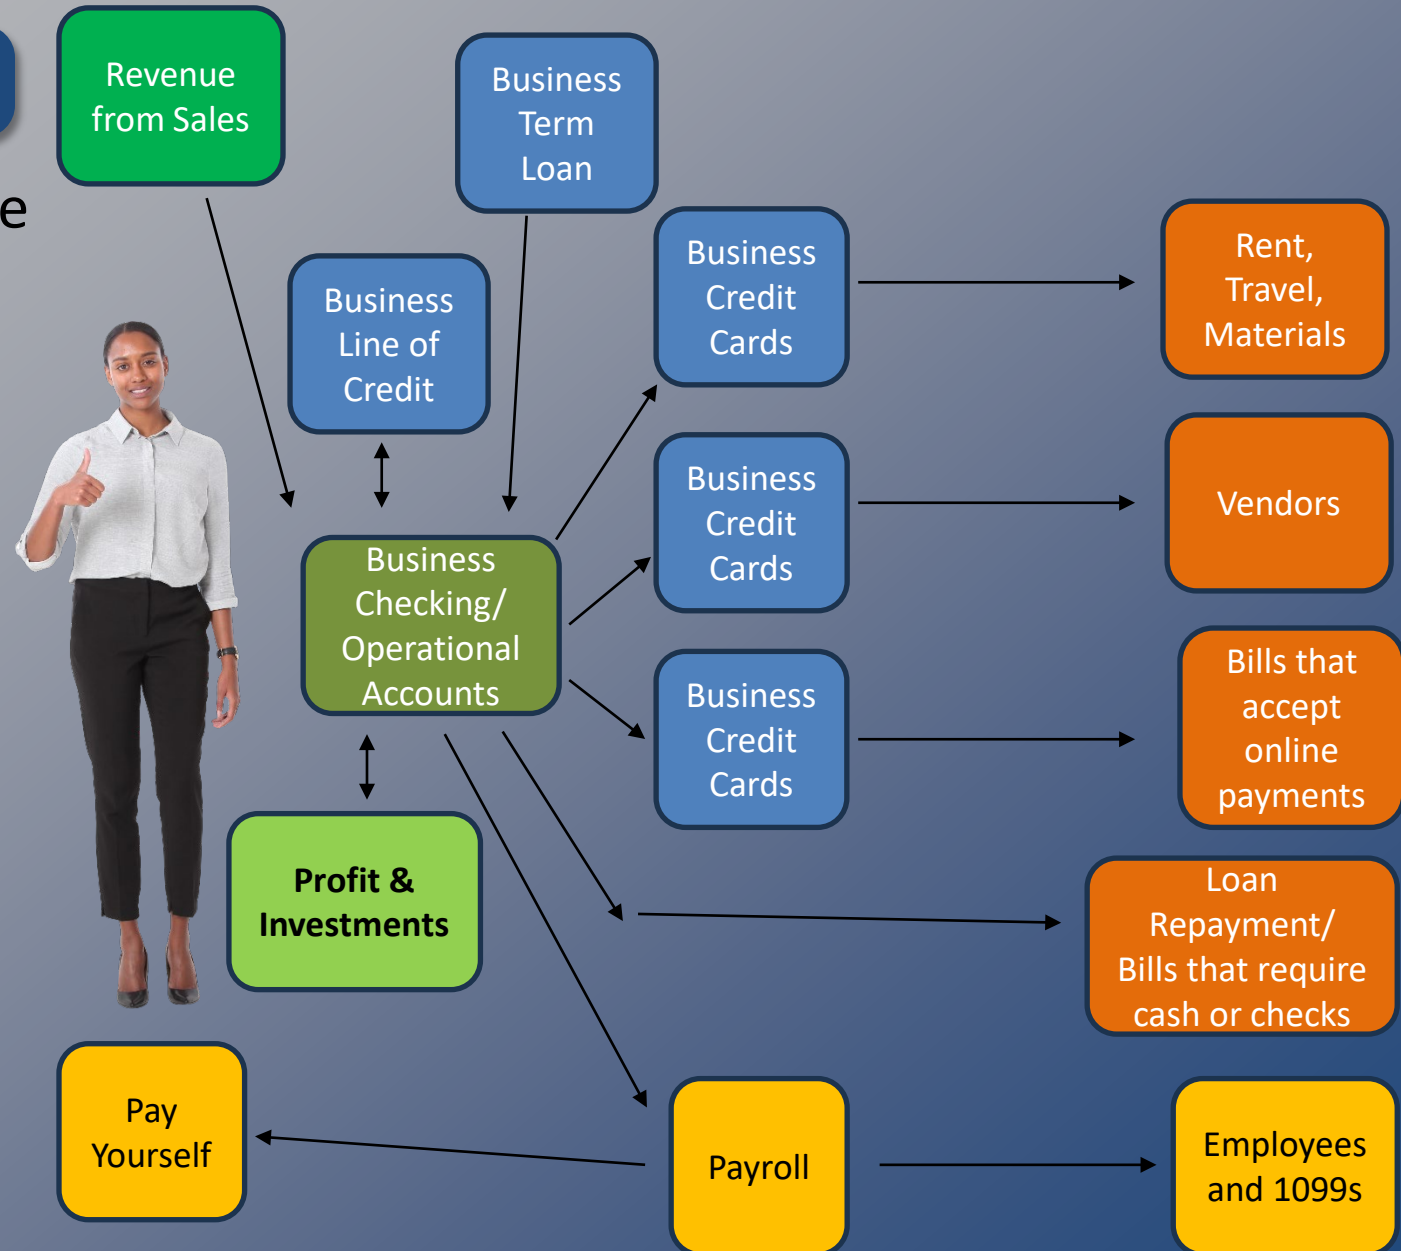 Revenue
from Sales
Business
Term
Loan
e
Business
Credit
Cards
Rent,
Travel,
Materials
Business
Line of
Credit
Business
Credit
Cards
Vendors
Business
Checking/
Operational
Accounts
Business
Credit
Cards
Bills that
accept
online
payments
Profit &
Investments
Loan
Repayment/
Bills that require
cash or checks
Pay
Yourself
Payroll
Employees
and 1099s